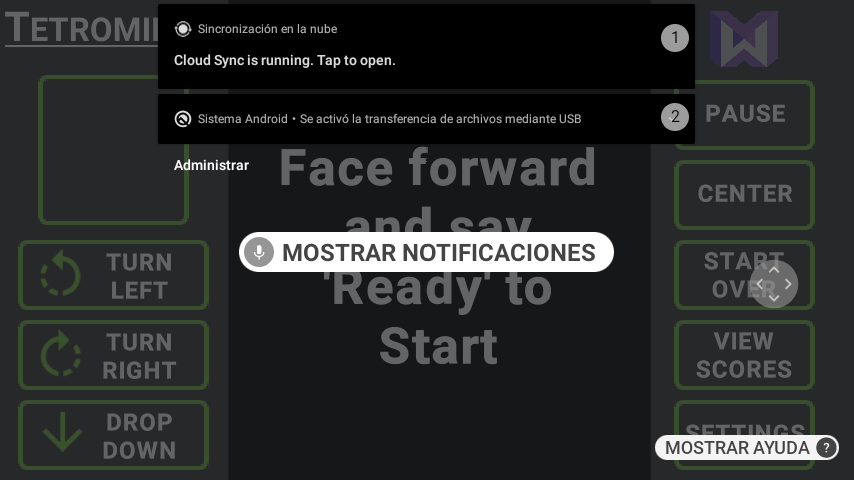 TETROMI
Sincronización en la nube
1
Cloud Sync is running. Tap to open.
Sistema Android • Se activó la transferencia de archivos mediante USB
2
Administrar
PAUSE
Face forward
and say
'Ready' to
Start
MOSTRAR NOTIFICACIONES
CENTER
TURN
LEFT
START
OVER
TURN
RIGHT
VIEW
SCORES
DROP
DOWN
SETTINGS
MOSTRAR AYUDA ?